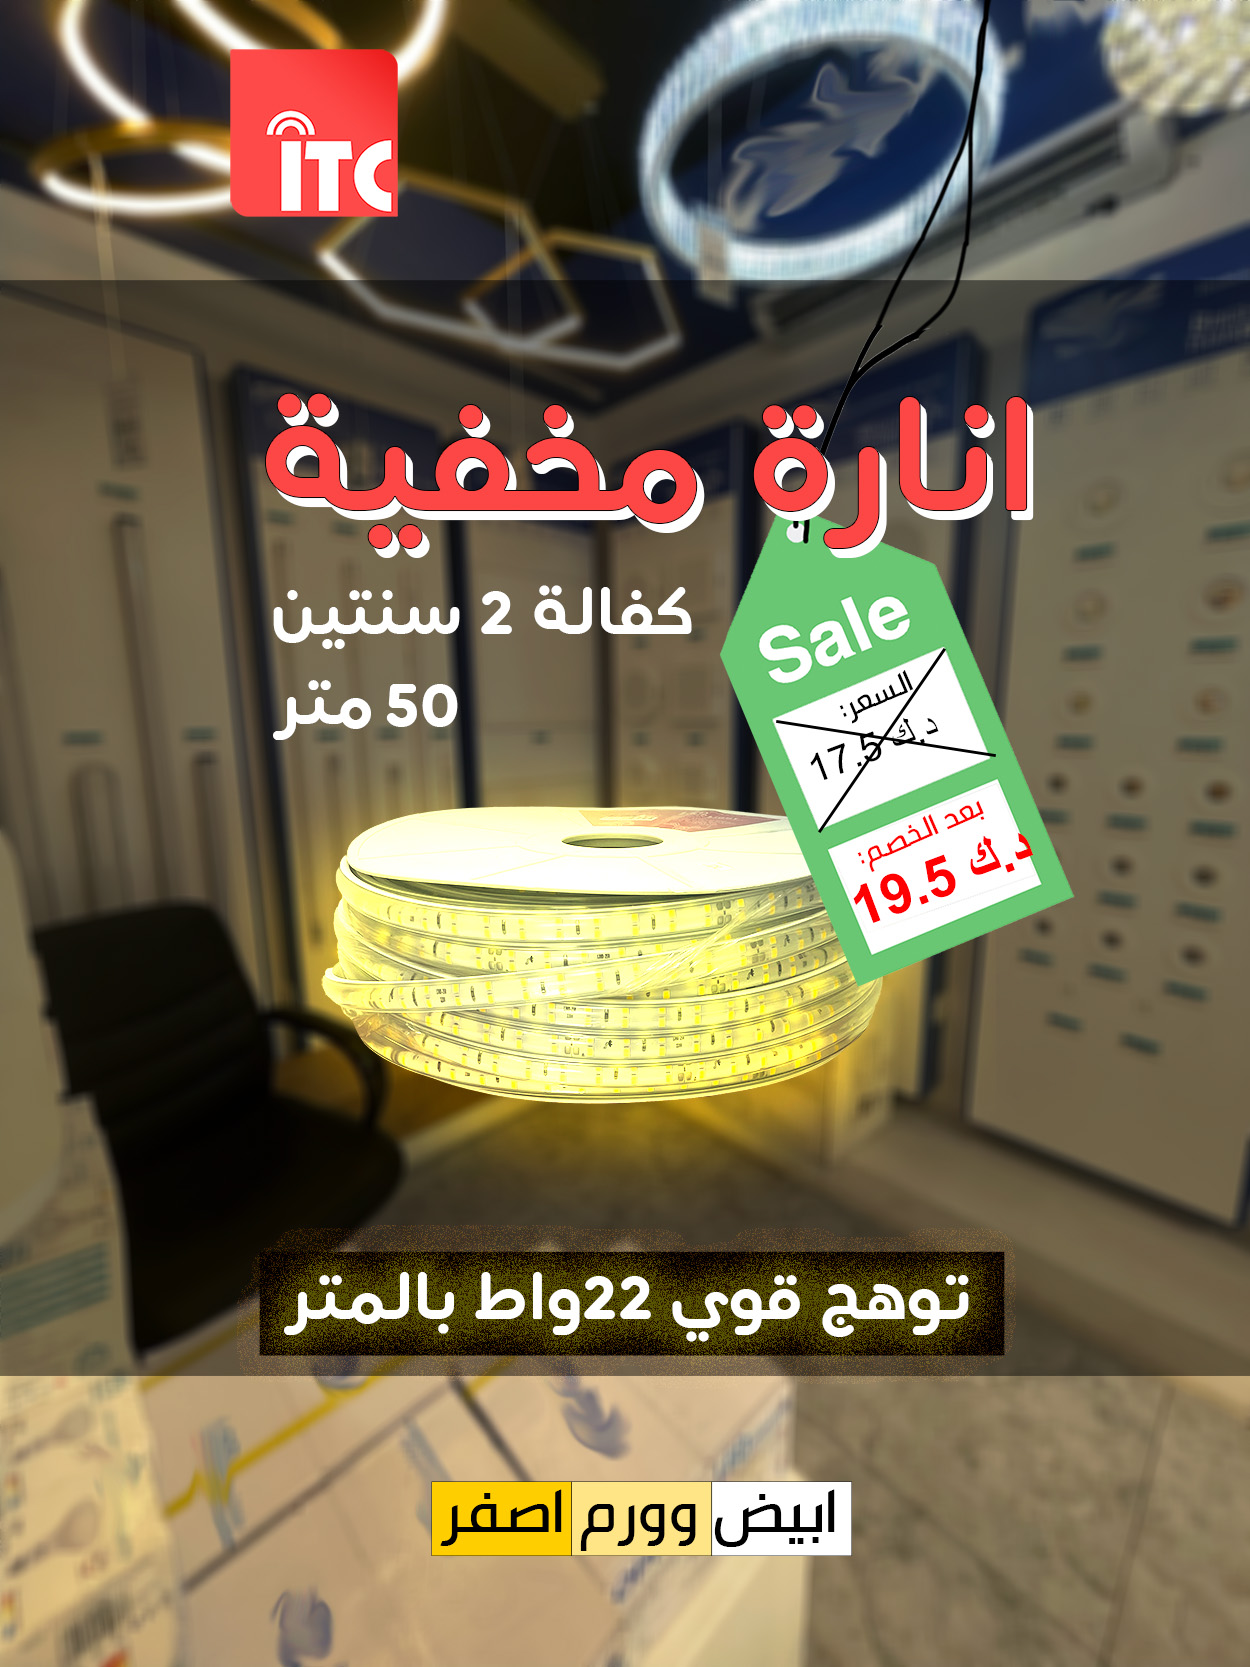 ITC
انارة مخفية
كفالة 2 سنتين
50 متر
Sale
السعر:
د.ك 17.5
بعد الخصم:
د.ك 19.5
توهج قوي 22واط بالمتر
ابيض وورم اصفر